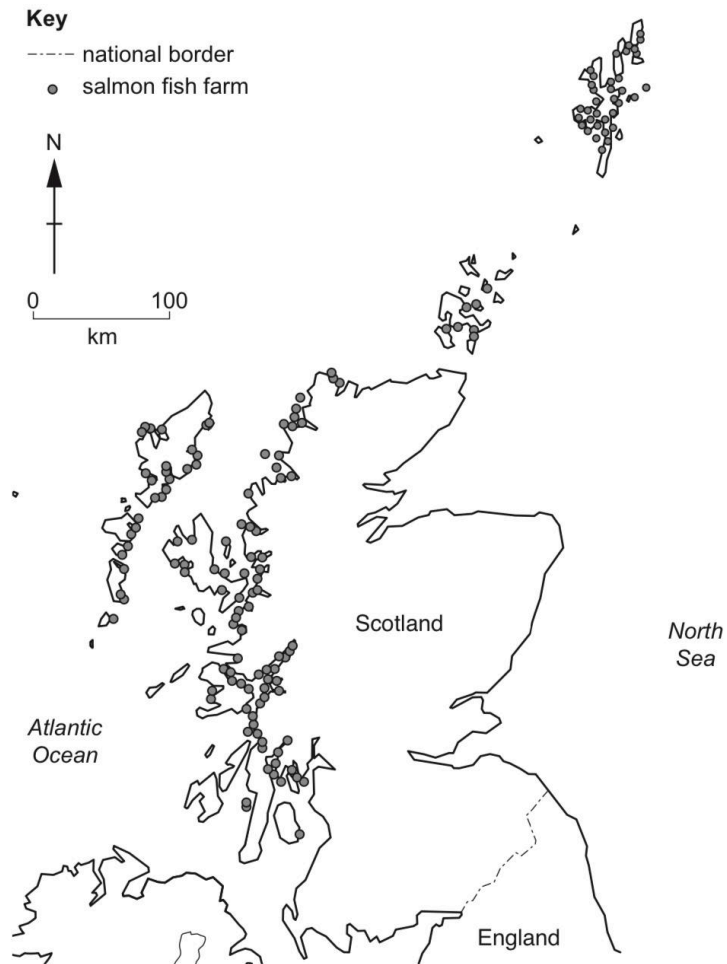 Key
national border
salmon fish farm
N
0 100
km
Scotland
North
Sea
Atlantic
Ocean
England